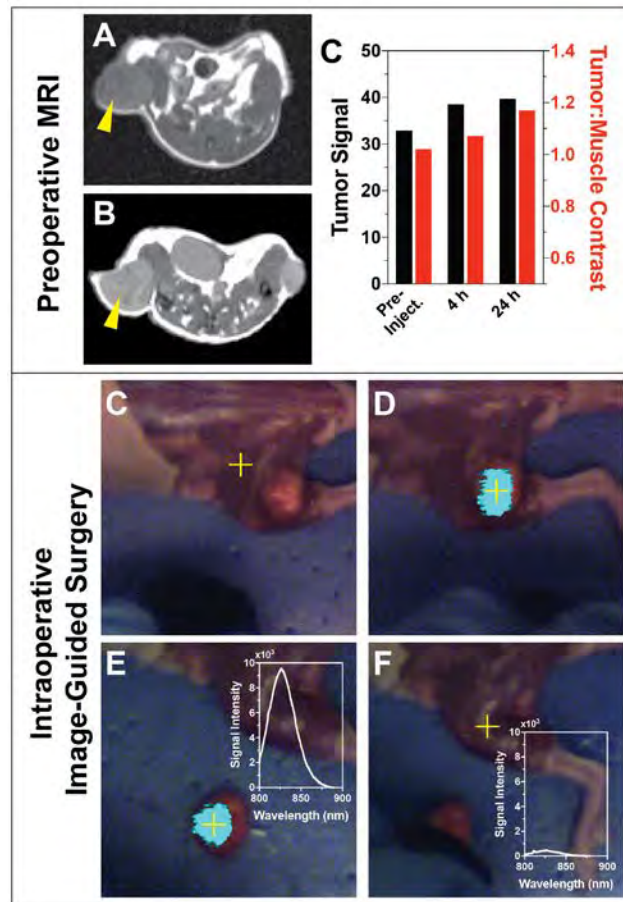 Preoperative MRI
A
B
C
Tumor Signal
50
40
30
20
10
0
Pre-
Inject.
4 h
24 h
1.4
1.2
1.0
0.8
0.6
Tumor:Muscle Contrast
Intraoperative
Image-Guided Surgery
C
D
E
x10³
10
8
6
4
2
0
Signal Intensity
800
850
900
Wavelength (nm)
F
x10³
10
8
6
4
2
0
Signal Intensity
800
850
900
Wavelength (nm)